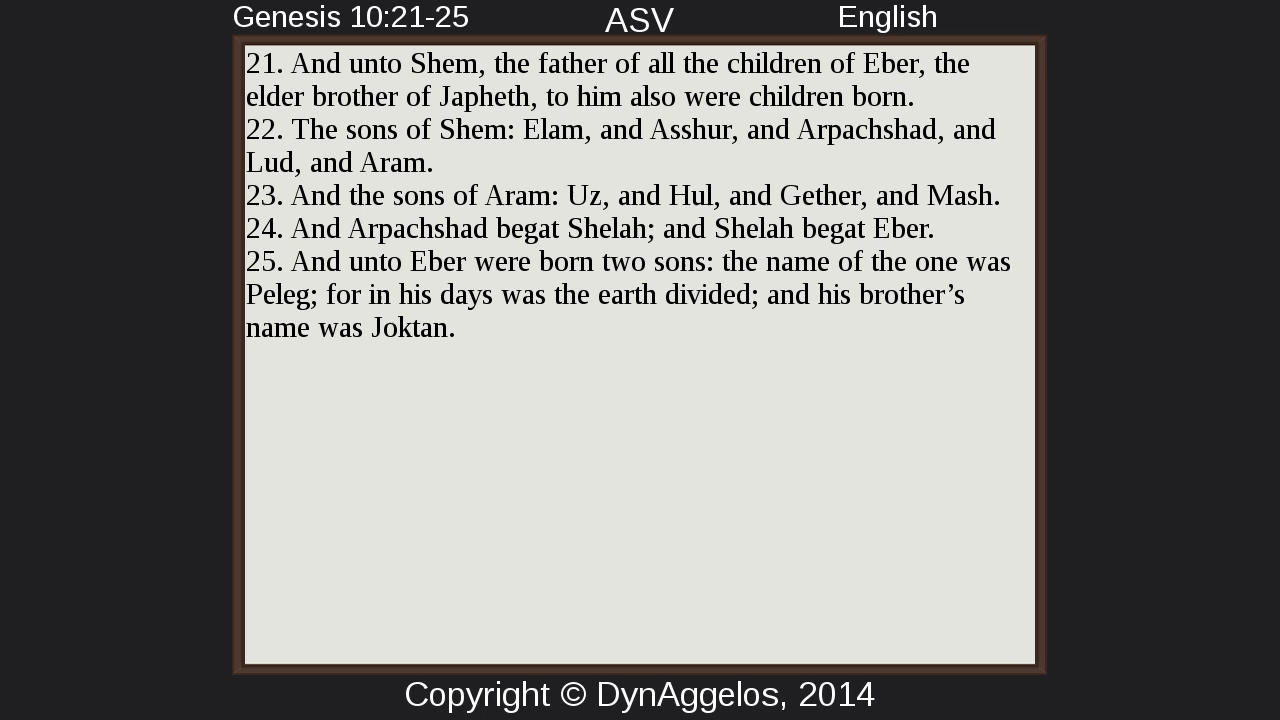 Genesis 10:21-25 ASV English
21. And unto Shem, the father of all the children of Eber, the
elder brother of Japheth, to him also were children born.
22. The sons of Shem: Elam, and Asshur, and Arpachshad, and
Lud, and Aram.
23. And the sons of Aram: Uz, and Hul, and Gether, and Mash.
24. And Arpachshad begat Shelah; and Shelah begat Eber.
25. And unto Eber were born two sons: the name of the one was
Peleg; for in his days was the earth divided; and his brother’s
name was Joktan.
Copyright © DynAggelos, 2014